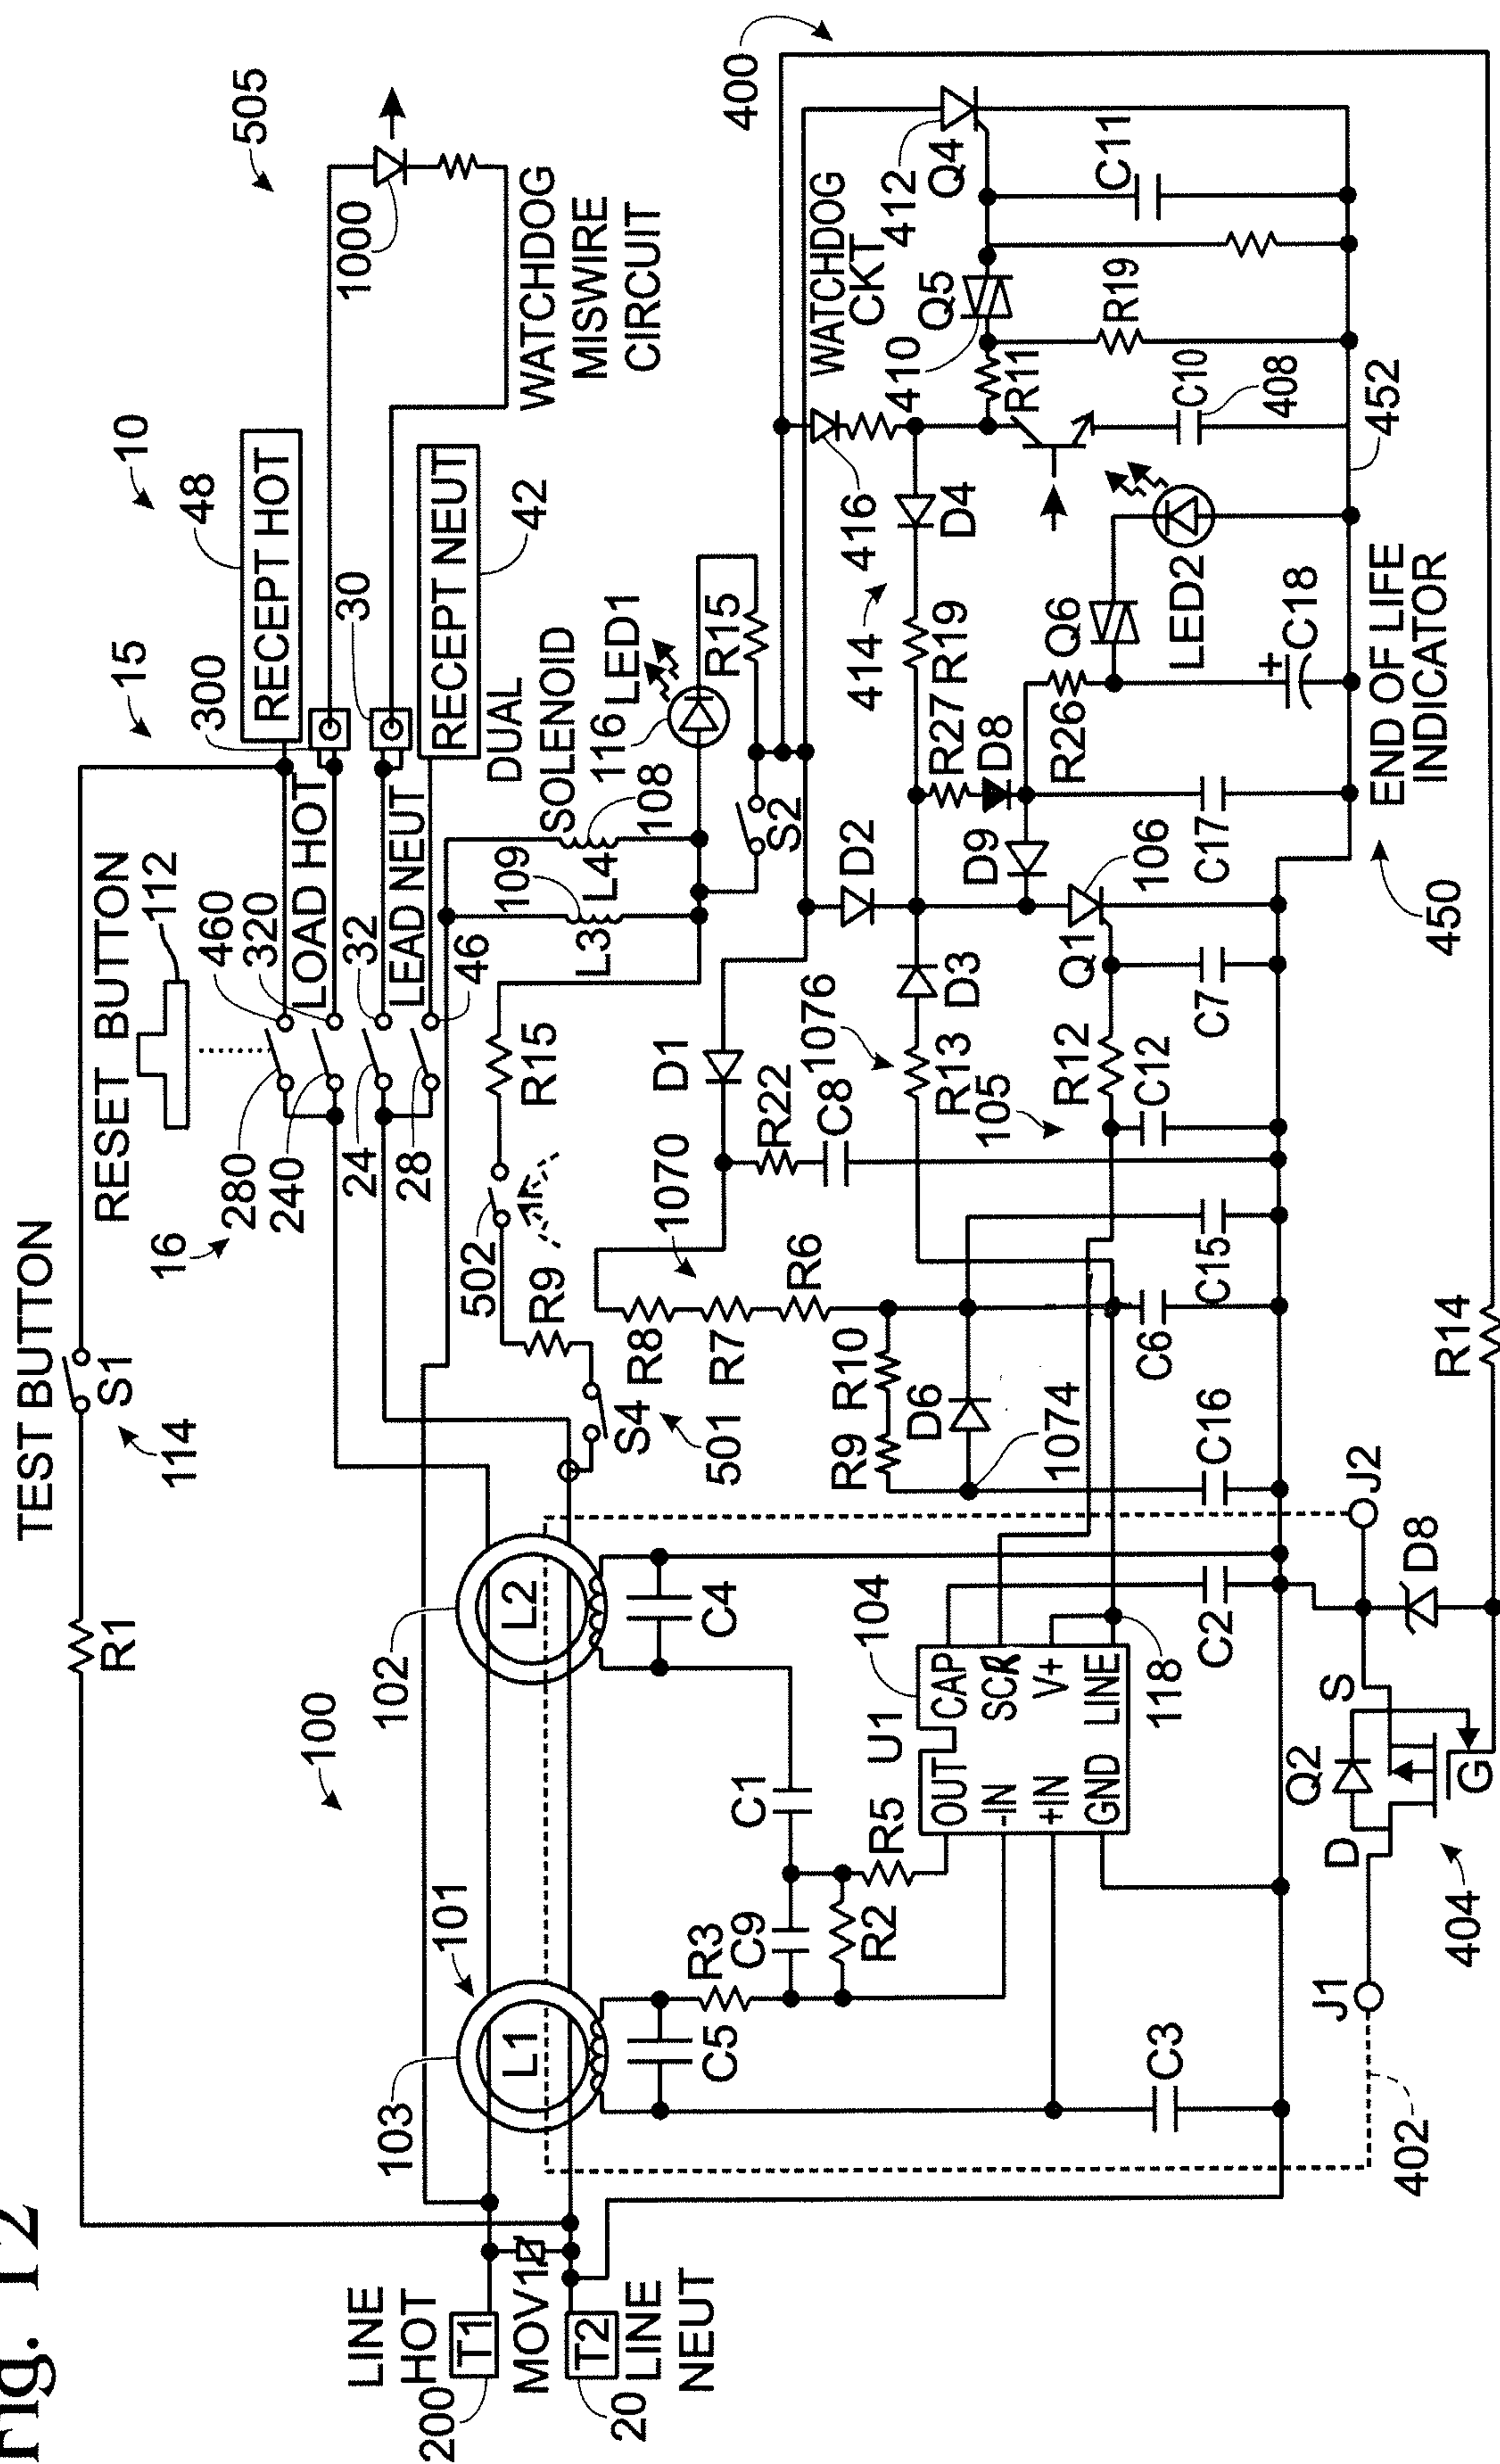 Fig. 12
TEST BUTTON
S1
114
R1
RESET BUTTON
112
16
280
240
24
28
460
320
32
46
LOAD HOT
LEAD NEUT
15
10
300
48
RECEPT HOT
30
RECEPT NEUT
42
505
1000
WATCHDOG
MISWIRE
CIRCUIT
DUAL
SOLENOID
116
LED1
108
109
L4
L3
R15
S2
R15
502
R9
S4
501
100
102
L2
101
103
L1
LINE
HOT
T1
200
MOV1
T2
20
LINE
NEUT
C4
C5
C1
C9
R3
R2
R5
U1
104
OUT
-IN
+IN
GND
CAP
SCR
V+
LINE
118
C2
C3
1070
R8
R7
R6
R9
R10
D6
1074
C16
C6
C15
D1
R22
C8
1076
R13
D3
105
R12
C12
C7
Q1
106
D2
D9
D8
R27
R19
R26
C17
C18
+
Q6
LED2
END OF LIFE
INDICATOR
450
452
414
416
D4
400
WATCHDOG
CKT
410
Q5
412
Q4
C11
R11
R19
C10
408
R14
J2
D8
S
Q2
D
G
404
J1
402